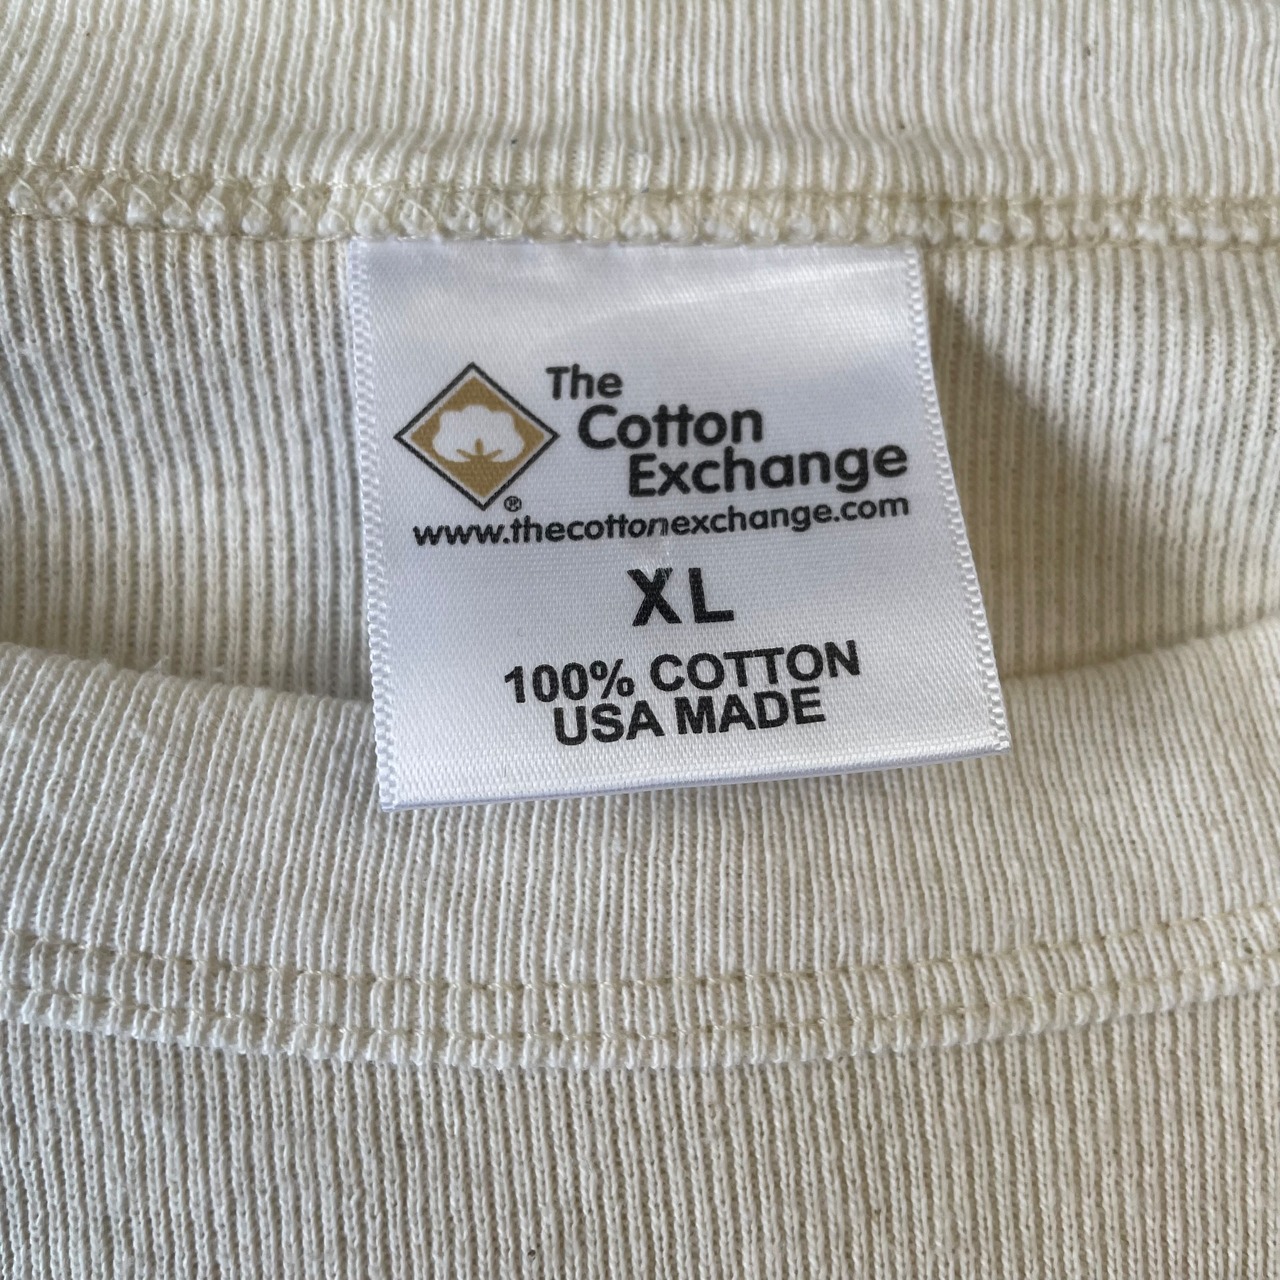 The
Cotton
Exchange
®
www.thecottonexchange.com
XL
100% COTTON
USA MADE